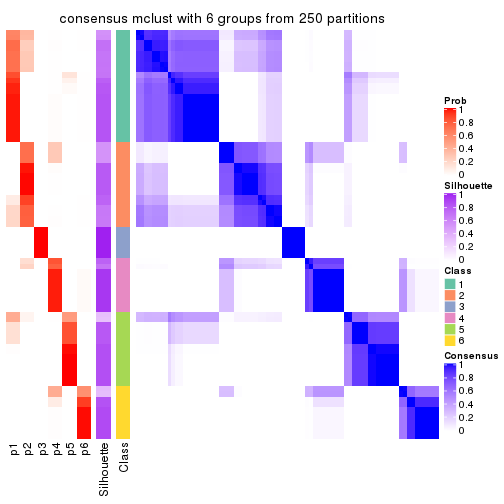 consensus mclust with 6 groups from 250 partitions
Prob
1
0.8
0.6
0.4
0.2
0
Silhouette
1
0.8
0.6
0.4
0.2
0
Class
1
2
3
4
5
6
Consensus
1
0.8
0.6
0.4
0.2
0
p1
p2
p3
p4
p5
p6
Silhouette
Class